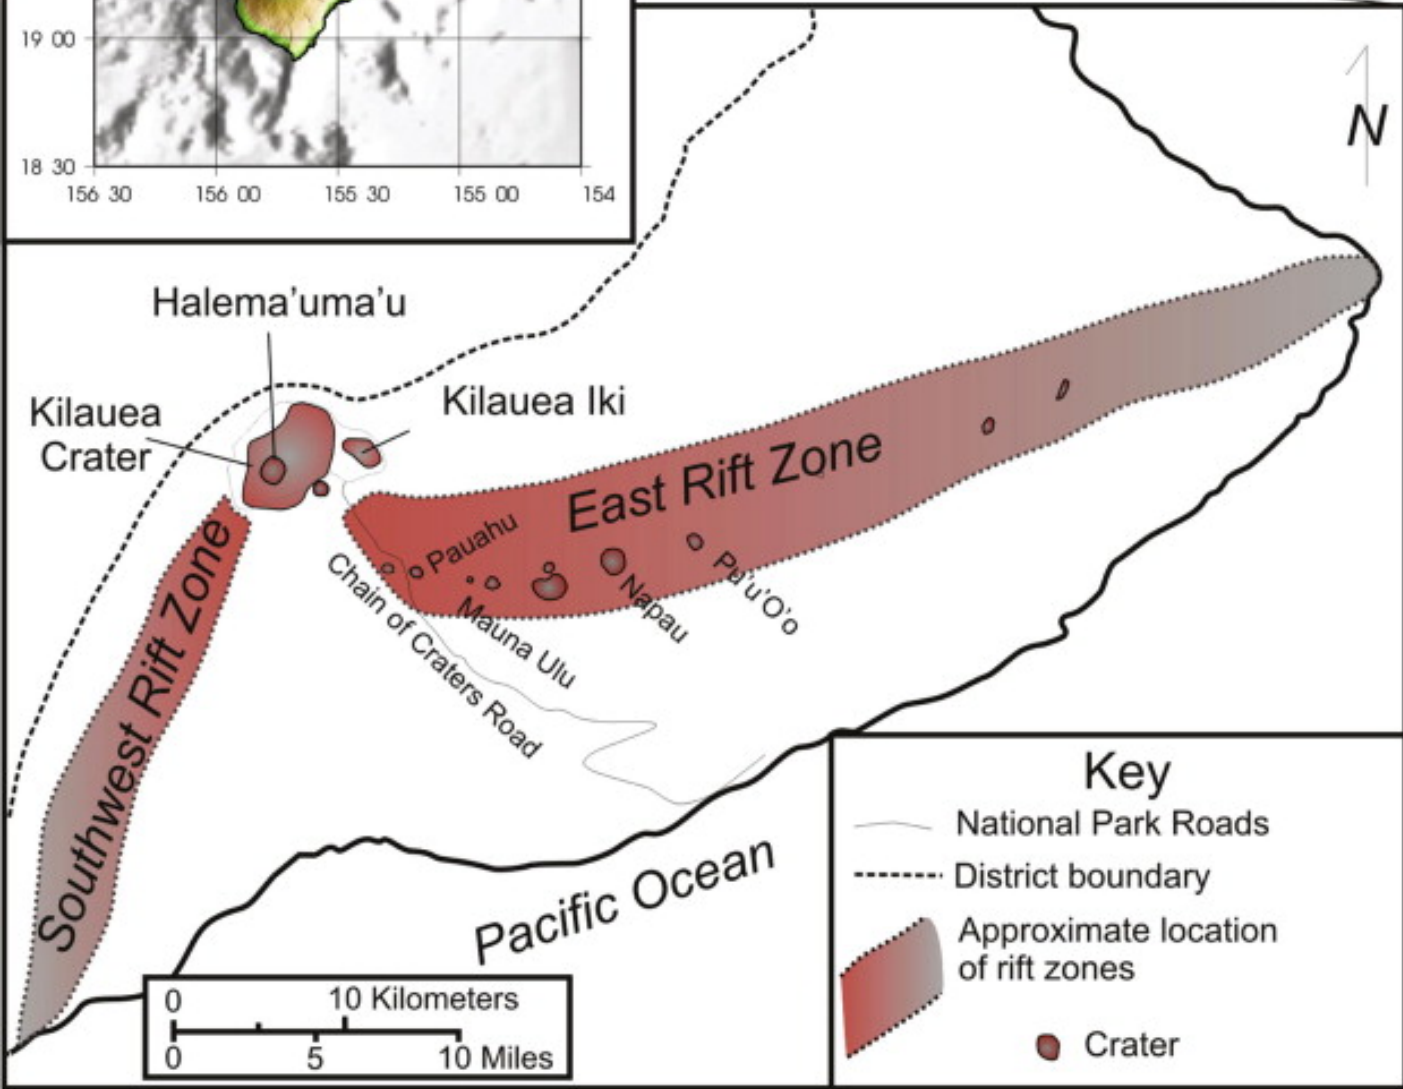 19 00
18 30
156 30
156 00
155 30
155 00
154
N
Halema'uma'u
Kilauea
Crater
Kilauea Iki
East Rift Zone
Pauahu
Mauna Ulu
Napau
Pu'u'O'o
Chain of Craters Road
Southwest Rift Zone
Pacific Ocean
0
10 Kilometers
0
5
10 Miles
Key
National Park Roads
District boundary
Approximate location
of rift zones
Crater